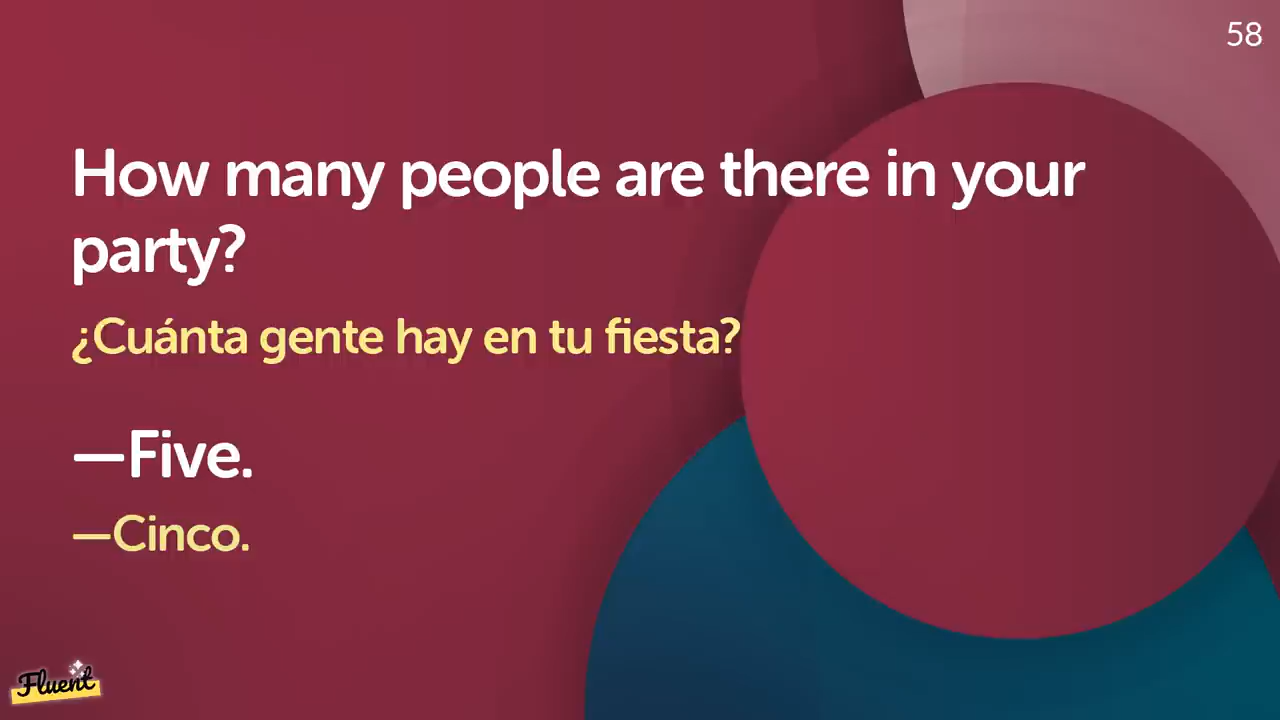 58
How many people are there in your
party?
¿Cuánta gente hay en tu fiesta?
—Five.
—Cinco.
Fluent